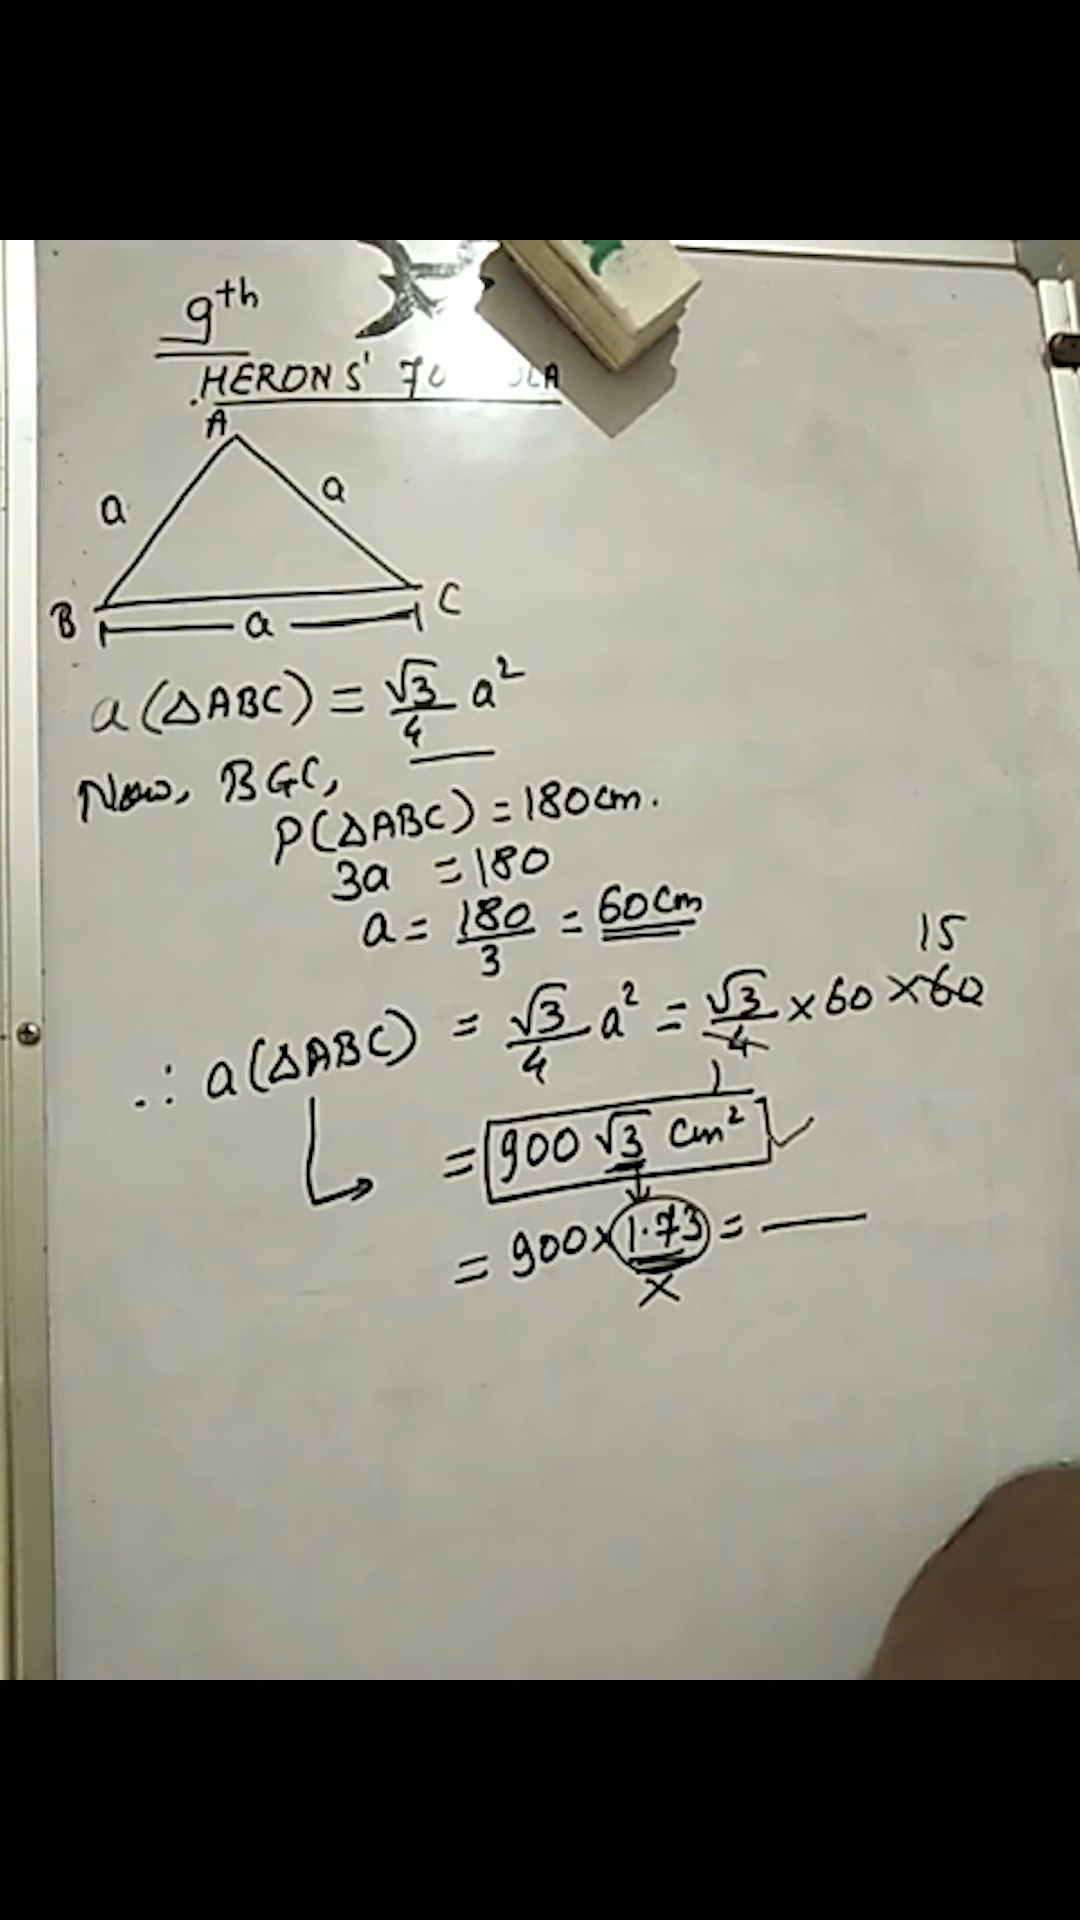 9th
HERONS'
A
a
a
B
C
a
a(△ABC) = √3/4 a²
Now, BGC,
P(△ABC) = 180cm.
3a = 180
a = 180/3 = 60cm
15
∴ a(△ABC) = √3/4 a² = √3/4 × 60 × 60
1
= 900 √3 cm² ✓
= 900 × 1.73 = —
×